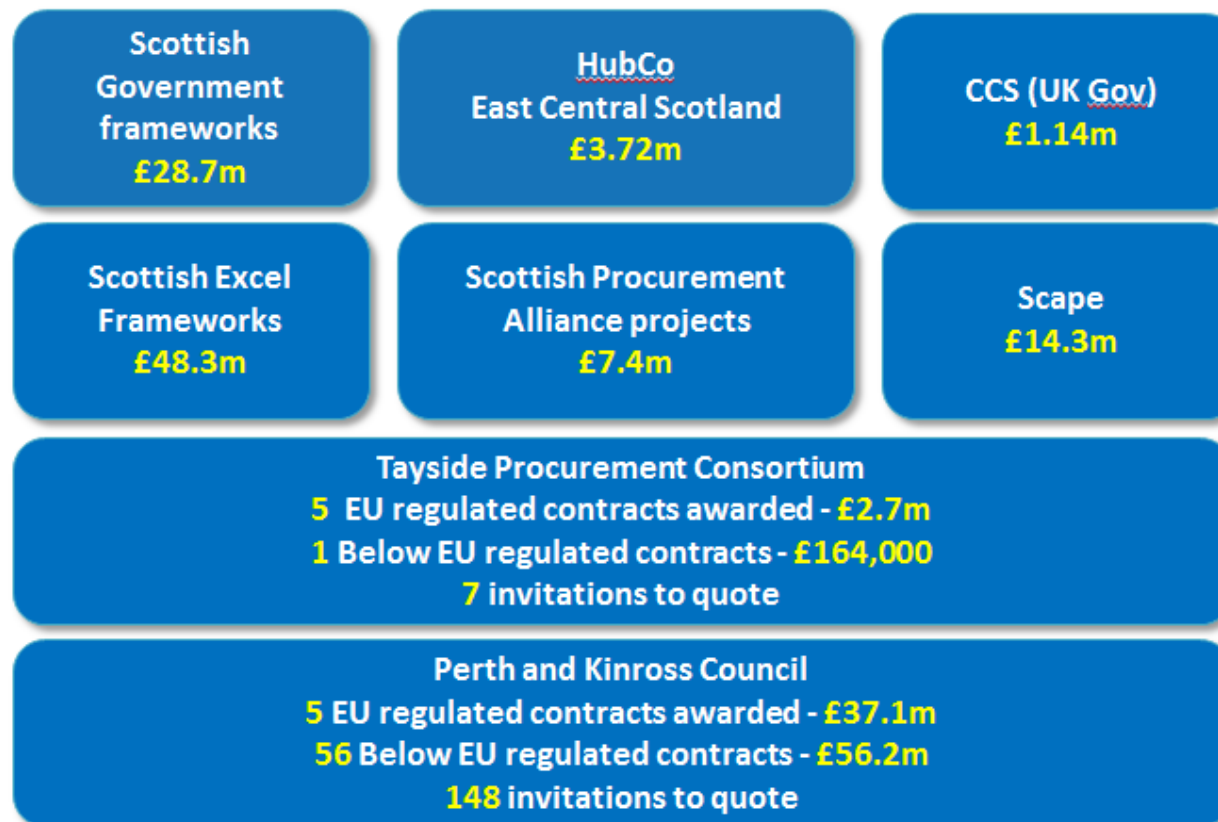 Scottish
Government
frameworks
£28.7m
HubCo
East Central Scotland
£3.72m
CCS (UK Gov)
£1.14m
Scottish Excel
Frameworks
£48.3m
Scottish Procurement
Alliance projects
£7.4m
Scape
£14.3m
Tayside Procurement Consortium
5 EU regulated contracts awarded - £2.7m
1 Below EU regulated contracts - £164,000
7 invitations to quote
Perth and Kinross Council
5 EU regulated contracts awarded - £37.1m
56 Below EU regulated contracts - £56.2m
148 invitations to quote